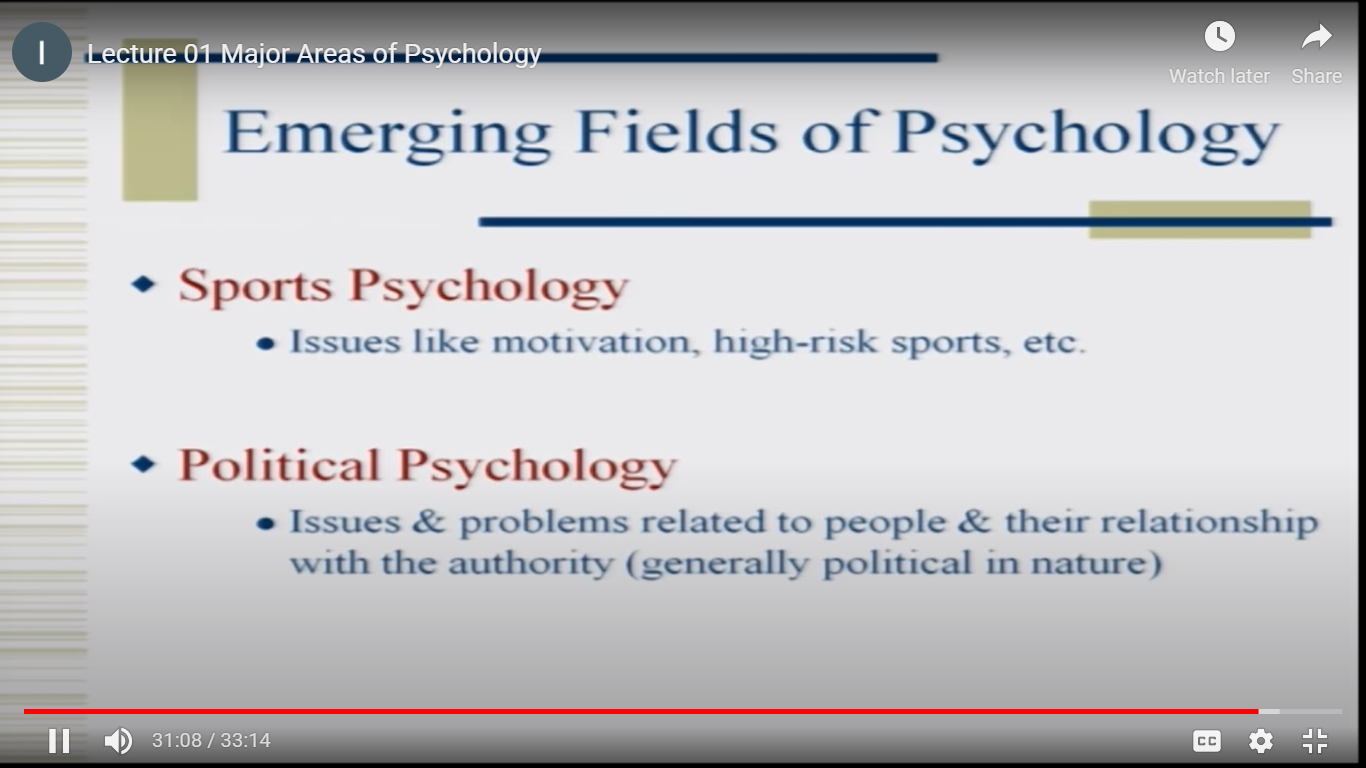 I
Lecture 01 Major Areas of Psychology
Watch later
Share
Emerging Fields of Psychology
Sports Psychology
Issues like motivation, high-risk sports, etc.
Political Psychology
Issues & problems related to people & their relationship
with the authority (generally political in nature)
31:08 / 33:14
CC